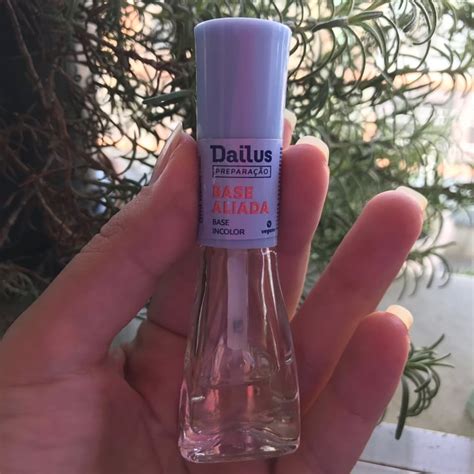 Dailus
PREPARAÇÃO
BASE
ALIADA
BASE
INCOLOR